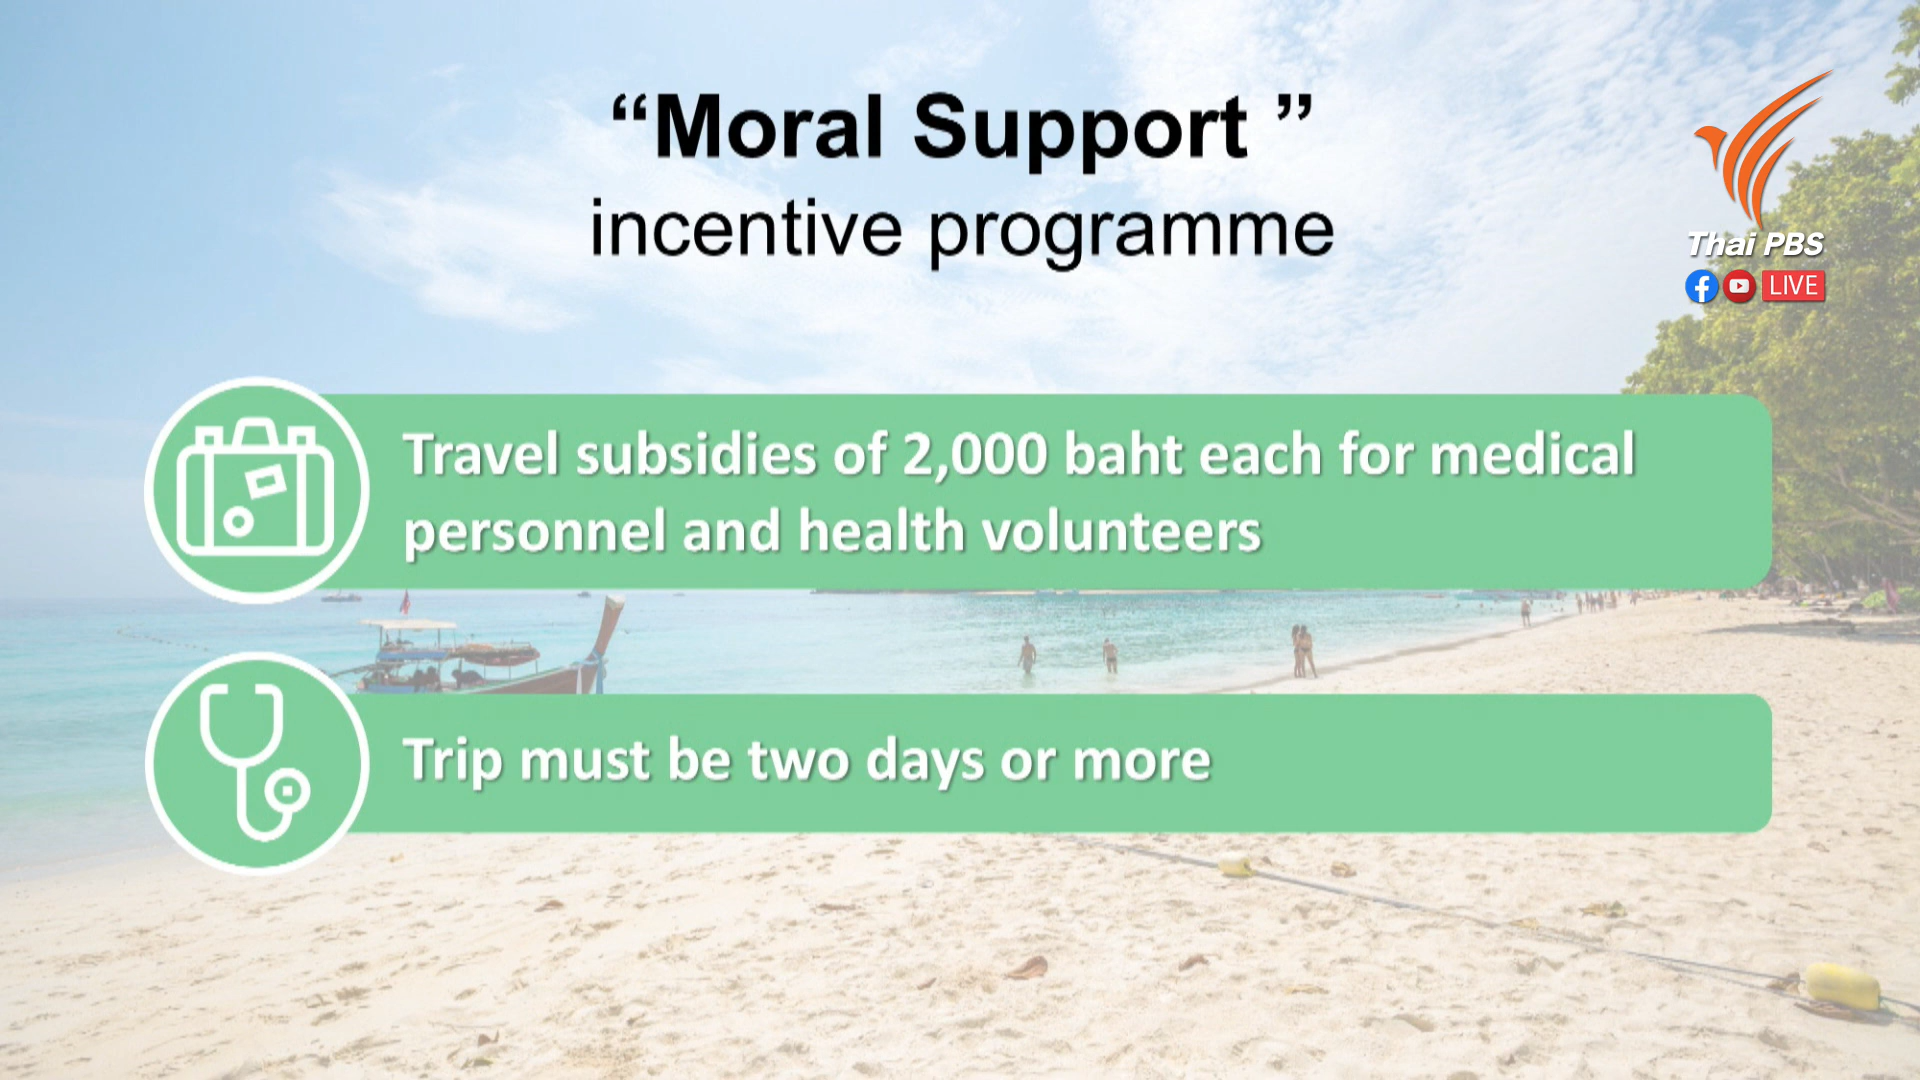 “Moral Support ”
incentive programme
Thai PBS
LIVE
Travel subsidies of 2,000 baht each for medical
personnel and health volunteers
Trip must be two days or more